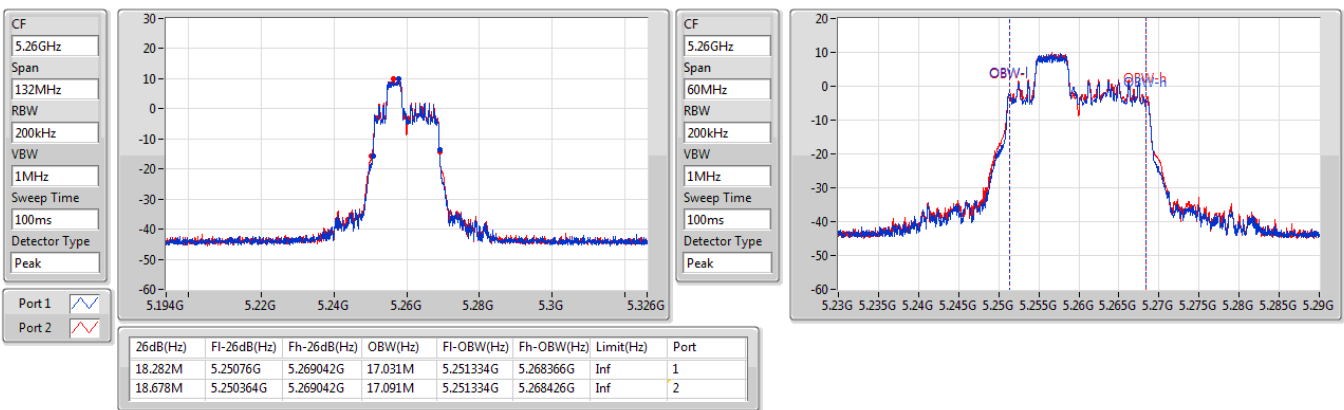 CF
5.26GHz
Span
132MHz
RBW
200kHz
VBW
1MHz
Sweep Time
100ms
Detector Type
Peak
Port 1
Port 2
30
20
10
0
-10
-20
-30
-40
-50
-60
5.194G 5.22G 5.24G 5.26G 5.28G 5.3G 5.326G
CF
5.26GHz
Span
60MHz
RBW
200kHz
VBW
1MHz
Sweep Time
100ms
Detector Type
Peak
20
10
0
-10
-20
-30
-40
-50
-60
OBW-l OBW-h
5.23G 5.235G 5.24G 5.245G 5.25G 5.255G 5.26G 5.265G 5.27G 5.275G 5.28G 5.285G 5.29G
26dB(Hz) Fl-26dB(Hz) Fh-26dB(Hz) OBW(Hz) Fl-OBW(Hz) Fh-OBW(Hz) Limit(Hz) Port
18.282M 5.25076G 5.269042G 17.031M 5.251334G 5.268366G Inf 1
18.678M 5.250364G 5.269042G 17.091M 5.251334G 5.268426G Inf 2